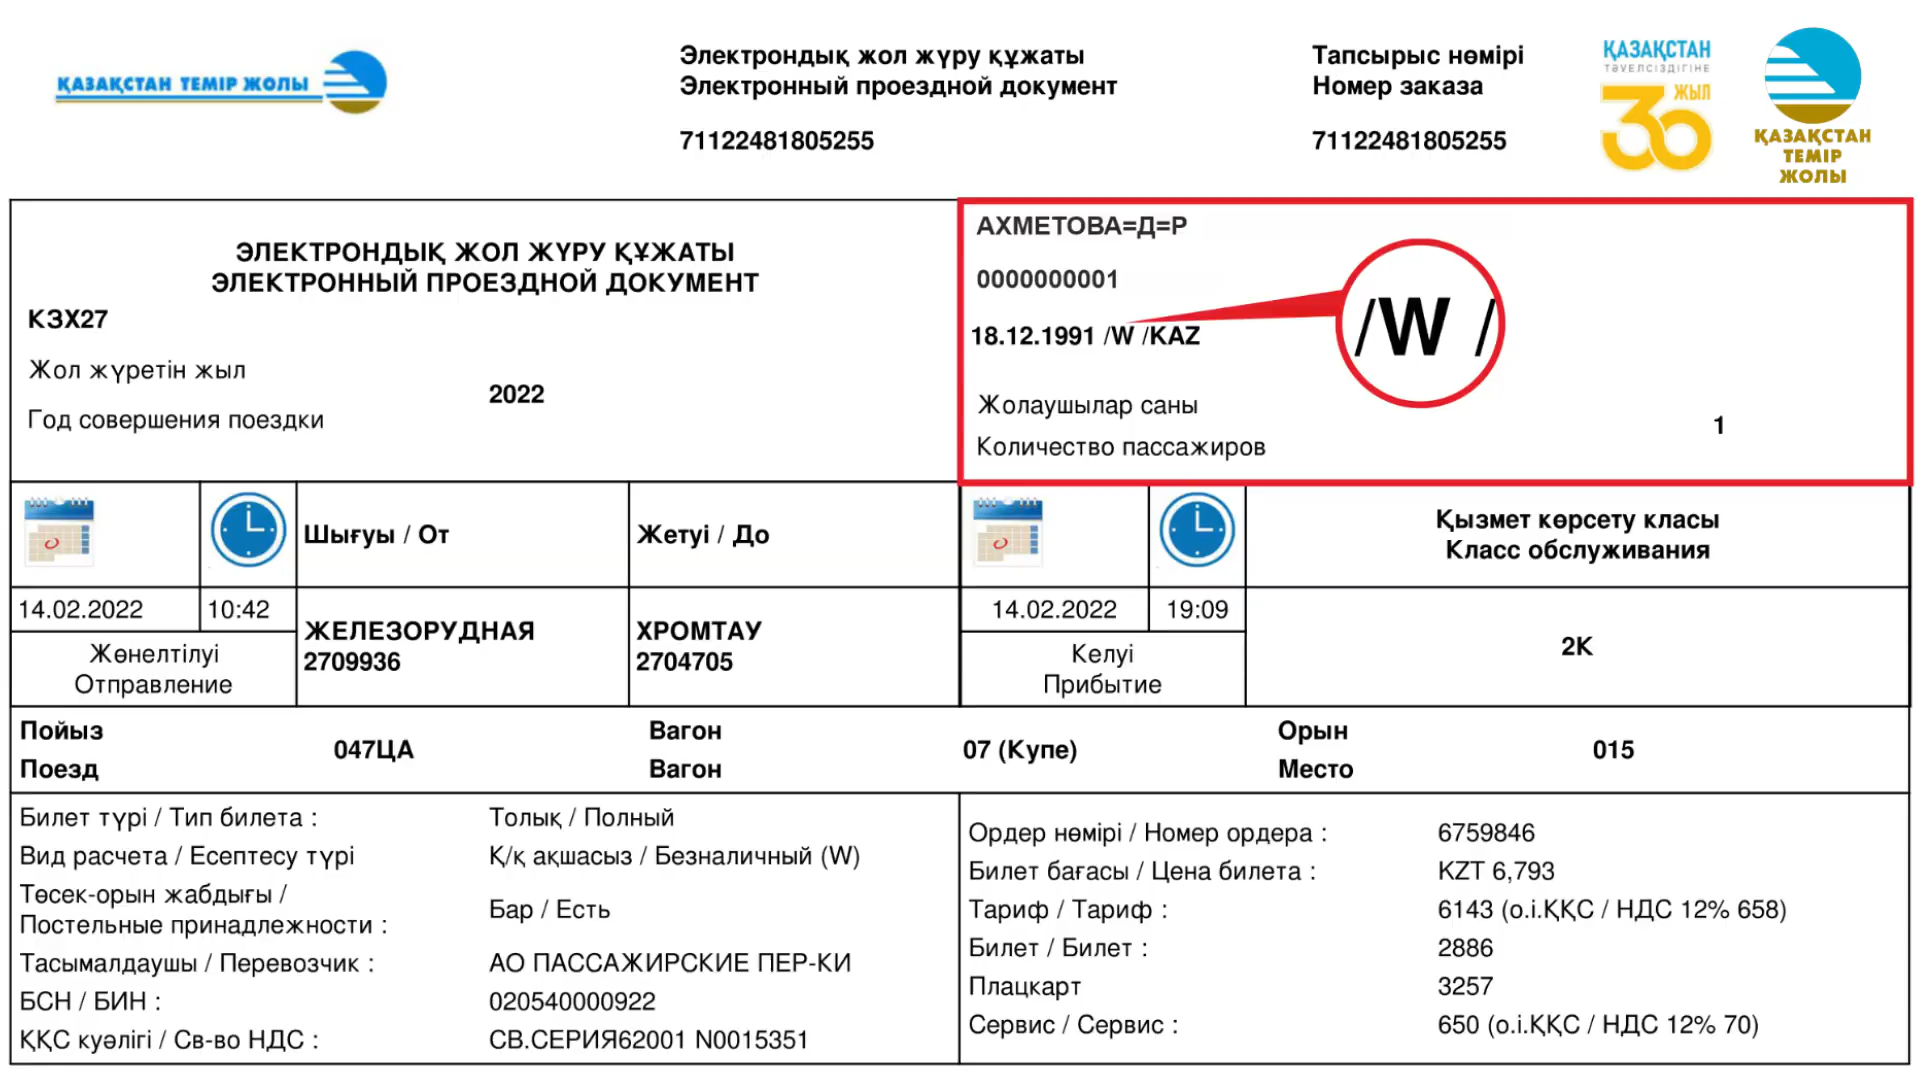 ҚАЗАҚСТАН ТЕМІР ЖОЛЫ
Электрондық жол жүру құжаты
Электронный проездной документ
71122481805255
Тапсырыс нөмірі
Номер заказа
71122481805255
ҚАЗАҚСТАН
ТӘУЕЛСІЗДІГІНЕ
30 ЖЫЛ
ҚАЗАҚСТАН
ТЕМІР
ЖОЛЫ
ЭЛЕКТРОНДЫҚ ЖОЛ ЖҮРУ ҚҰЖАТЫ
ЭЛЕКТРОННЫЙ ПРОЕЗДНОЙ ДОКУМЕНТ
КЗХ27
Жол жүретін жыл
2022
Год совершения поездки
АХМЕТОВА=Д=Р
0000000001
18.12.1991 /W /KAZ
/W /
Жолаушылар саны
Количество пассажиров
1
Шығуы / От
Жетуі / До
Қызмет көрсету класы
Класс обслуживания
14.02.2022
10:42
Жөнелтілуі
Отправление
ЖЕЛЕЗОРУДНАЯ
2709936
ХРОМТАУ
2704705
14.02.2022
19:09
Келуі
Прибытие
2К
Пойыз
Поезд
047ЦА
Вагон
Вагон
07 (Купе)
Орын
Место
015
Билет түрі / Тип билета : Толық / Полный
Вид расчета / Есептесу түрі Қ/қ ақшасыз / Безналичный (W)
Төсек-орын жабдығы /
Постельные принадлежности : Бар / Есть
Тасымалдаушы / Перевозчик : АО ПАССАЖИРСКИЕ ПЕР-КИ
БСН / БИН : 020540000922
ҚҚС куәлігі / Св-во НДС : СВ.СЕРИЯ62001 N0015351
Ордер нөмірі / Номер ордера : 6759846
Билет бағасы / Цена билета : KZT 6,793
Тариф / Тариф : 6143 (о.і.ҚҚС / НДС 12% 658)
Билет / Билет : 2886
Плацкарт 3257
Сервис / Сервис : 650 (о.і.ҚҚС / НДС 12% 70)